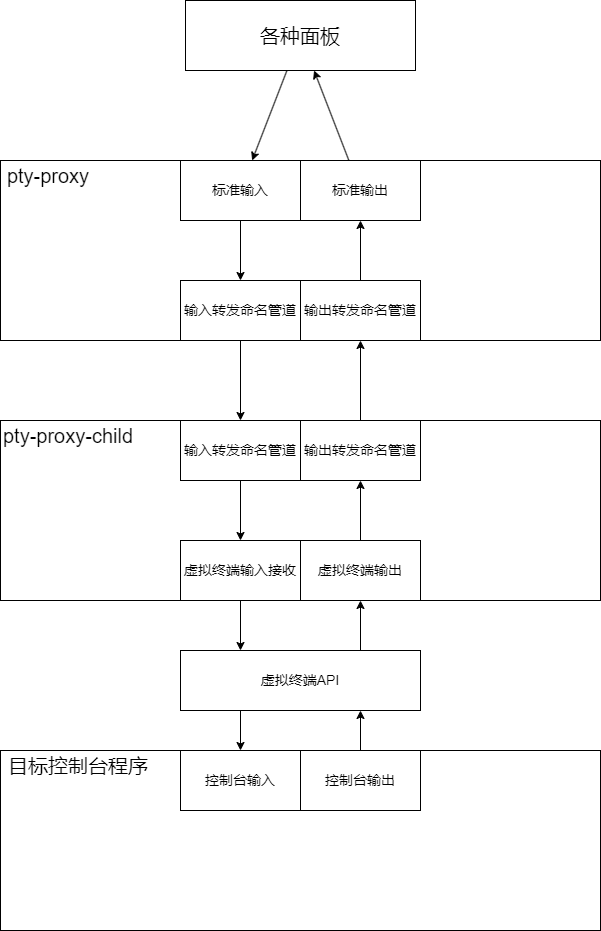 各种面板
pty-proxy
标准输入
标准输出
输入转发命名管道
输出转发命名管道
pty-proxy-child
输入转发命名管道
输出转发命名管道
虚拟终端输入接收
虚拟终端输出
虚拟终端API
目标控制台程序
控制台输入
控制台输出